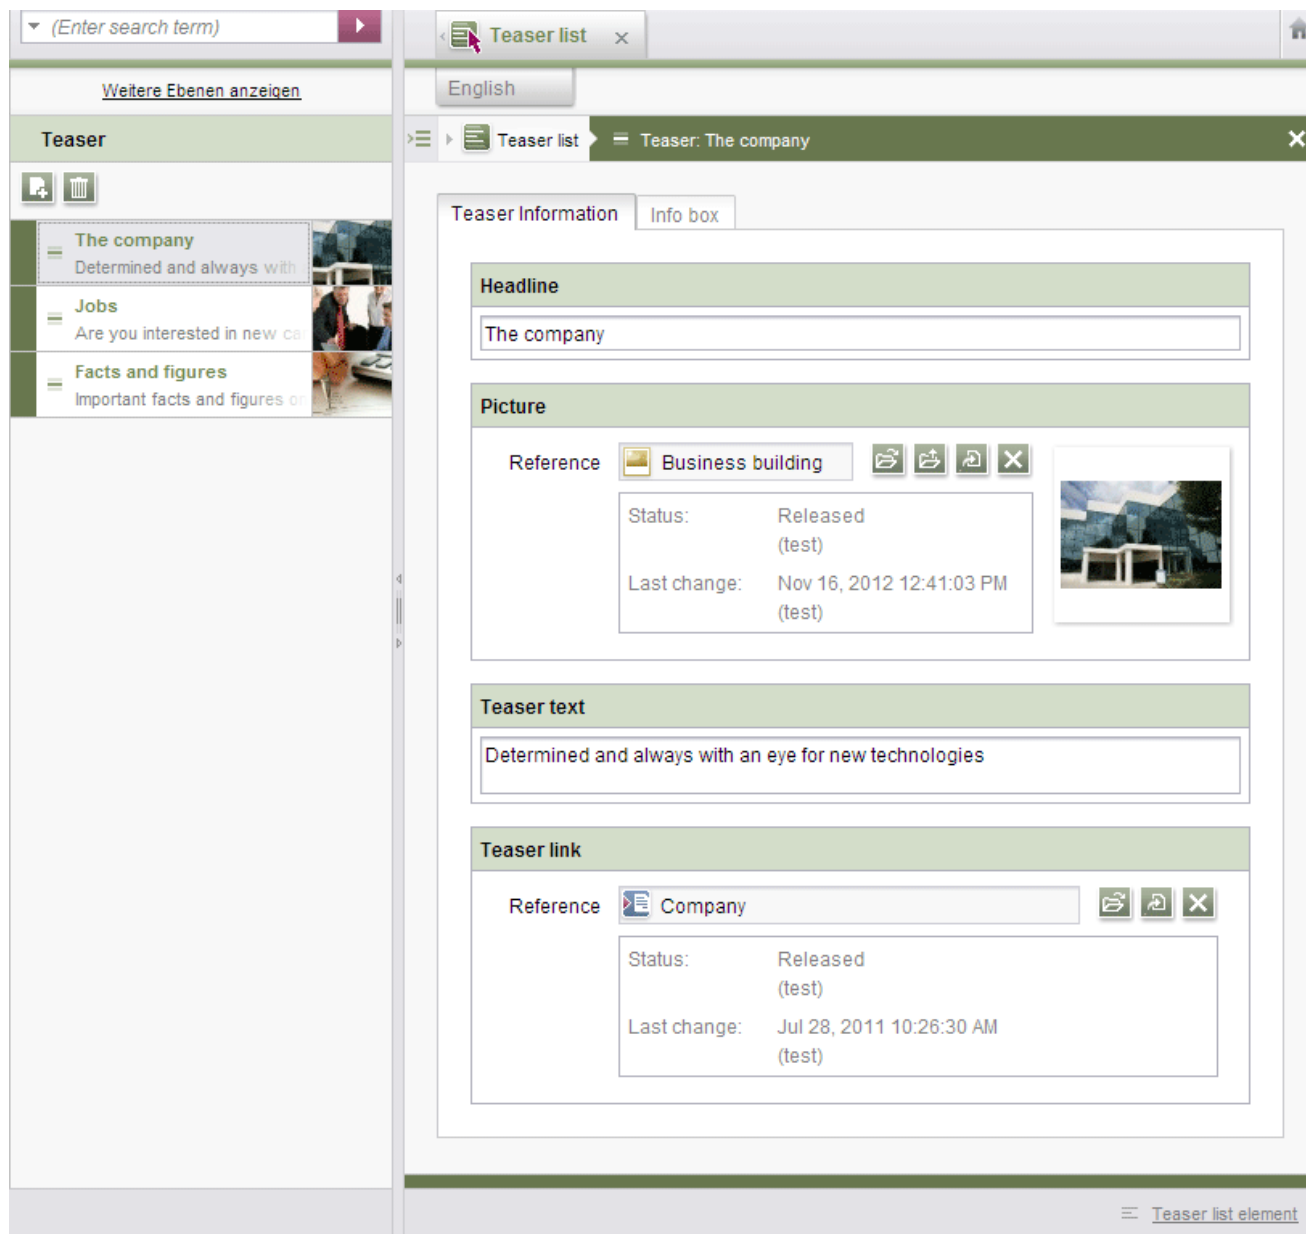 (Enter search term)
Teaser list
Weitere Ebenen anzeigen
English
Teaser
Teaser list
Teaser: The company
Teaser Information
Info box
The company
Determined and always with
Jobs
Are you interested in new ca
Facts and figures
Important facts and figures on
Headline
The company
Picture
Reference
Business building
Status: Released
(test)
Last change: Nov 16, 2012 12:41:03 PM
(test)
Teaser text
Determined and always with an eye for new technologies
Teaser link
Reference
Company
Status: Released
(test)
Last change: Jul 28, 2011 10:26:30 AM
(test)
Teaser list element